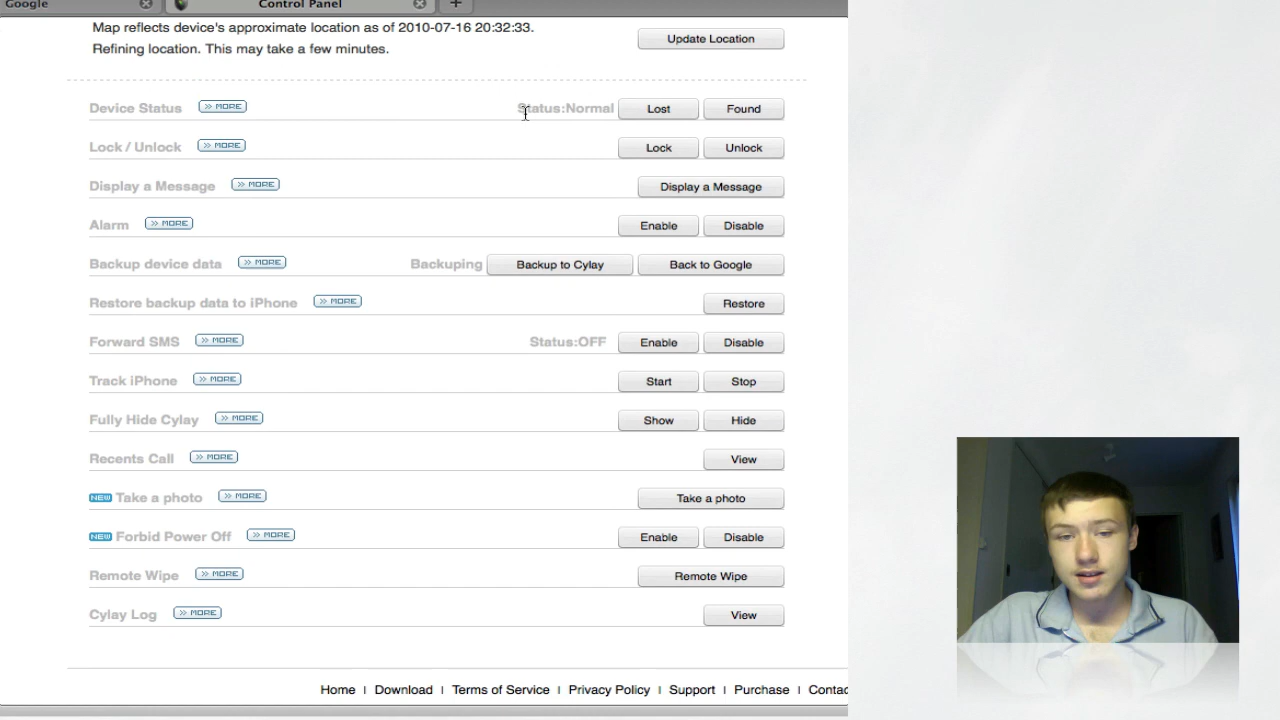 Google Control Panel
Map reflects device's approximate location as of 2010-07-16 20:32:33.
Refining location. This may take a few minutes. Update Location
Device Status >> MORE Status:Normal Lost Found
Lock / Unlock >> MORE Lock Unlock
Display a Message >> MORE Display a Message
Alarm >> MORE Enable Disable
Backup device data >> MORE Backuping Backup to Cylay Back to Google
Restore backup data to iPhone >> MORE Restore
Forward SMS >> MORE Status:OFF Enable Disable
Track iPhone >> MORE Start Stop
Fully Hide Cylay >> MORE Show Hide
Recents Call >> MORE View
NEW Take a photo >> MORE Take a photo
NEW Forbid Power Off >> MORE Enable Disable
Remote Wipe >> MORE Remote Wipe
Cylay Log >> MORE View
Home | Download | Terms of Service | Privacy Policy | Support | Purchase | Contac